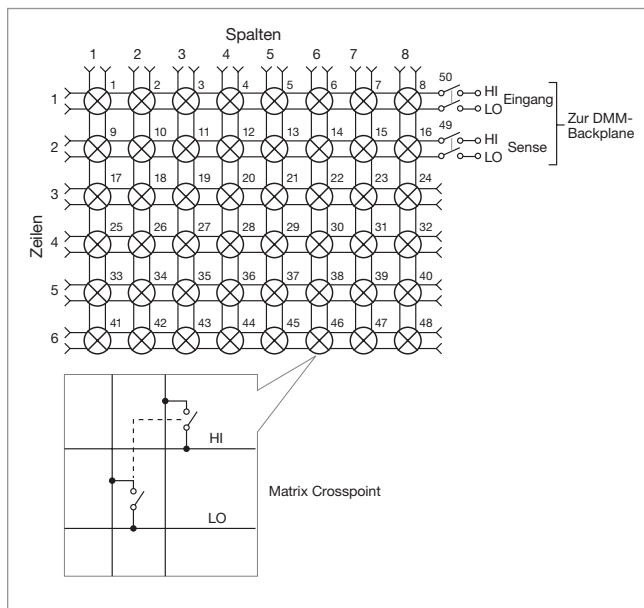 Spalten
1 2 3 4 5 6 7 8
1 1 2 3 4 5 6 7 8 50 HI Eingang
LO
Zur DMM-
Backplane
2 9 10 11 12 13 14 15 16 49 HI
LO Sense
3 17 18 19 20 21 22 23 24
Zeilen
4 25 26 27 28 29 30 31 32
5 33 34 35 36 37 38 39 40
6 41 42 43 44 45 46 47 48
HI
Matrix Crosspoint
LO